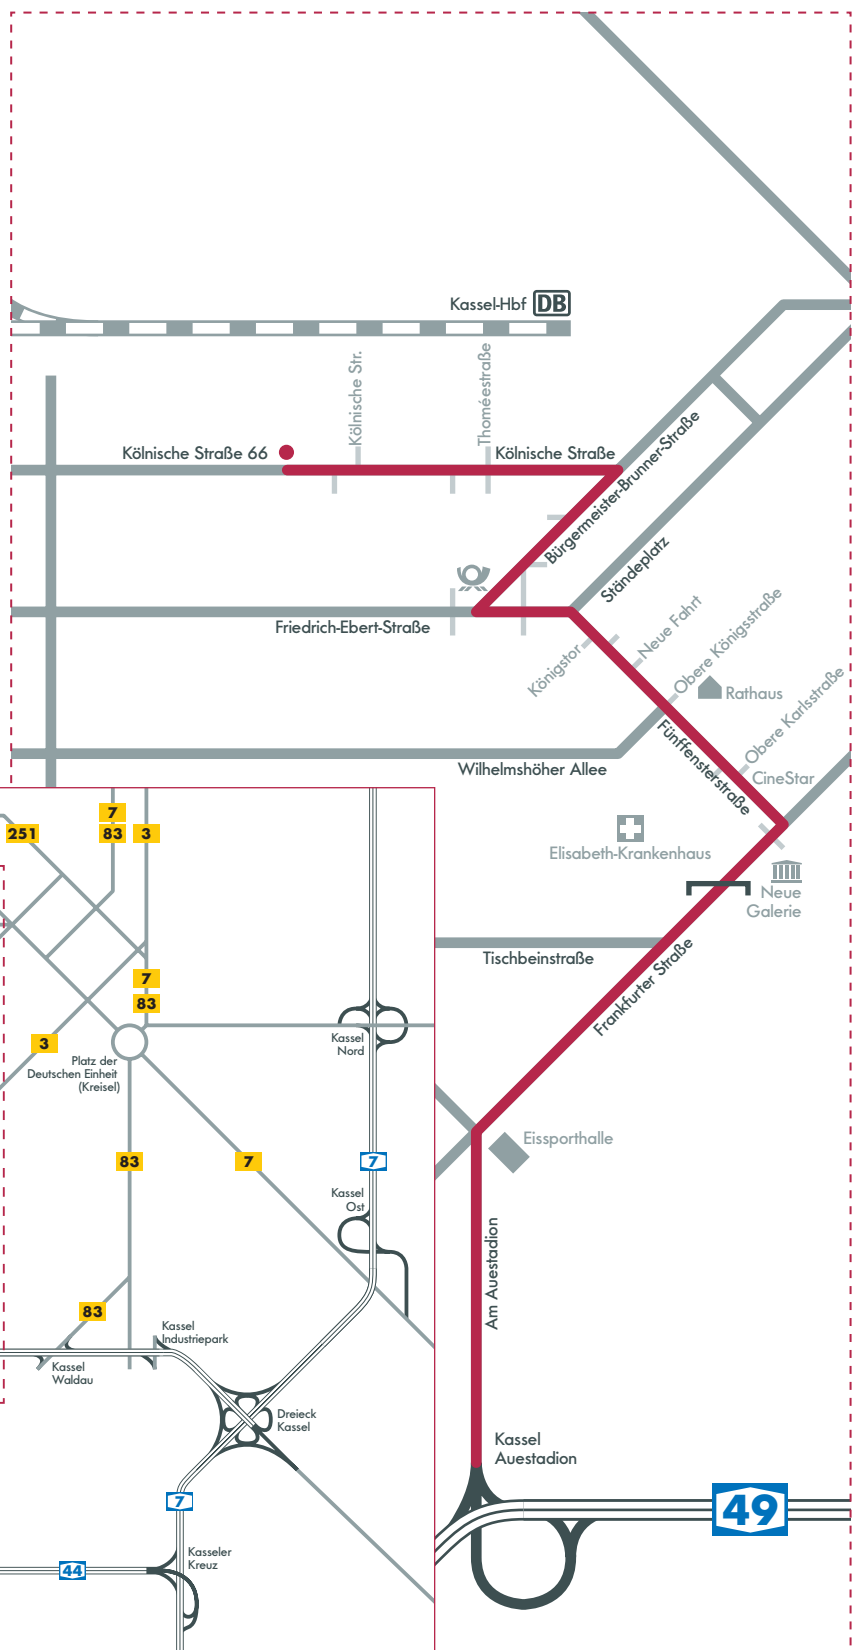 Kassel-Hbf DB
Kölnische Str.
Thoméestraße
Kölnische Straße 66
Kölnische Straße
Bürgermeister-Brunner-Straße
Ständeplatz
Friedrich-Ebert-Straße
Königstor
Neue Fahrt
Obere Königsstraße
Rathaus
Obere Karlsstraße
Fünffensterstraße
Wilhelmshöher Allee
CineStar
Elisabeth-Krankenhaus
Neue
Galerie
Tischbeinstraße
Frankfurter Straße
Eissporthalle
Am Auestadion
Kassel
Auestadion
49
7
251
83
3
7
83
3
Platz der
Deutschen Einheit
(Kreisel)
Kassel
Nord
83
7
7
Kassel
Ost
83
Kassel
Industriepark
Kassel
Waldau
Dreieck
Kassel
7
Kasseler
Kreuz
44